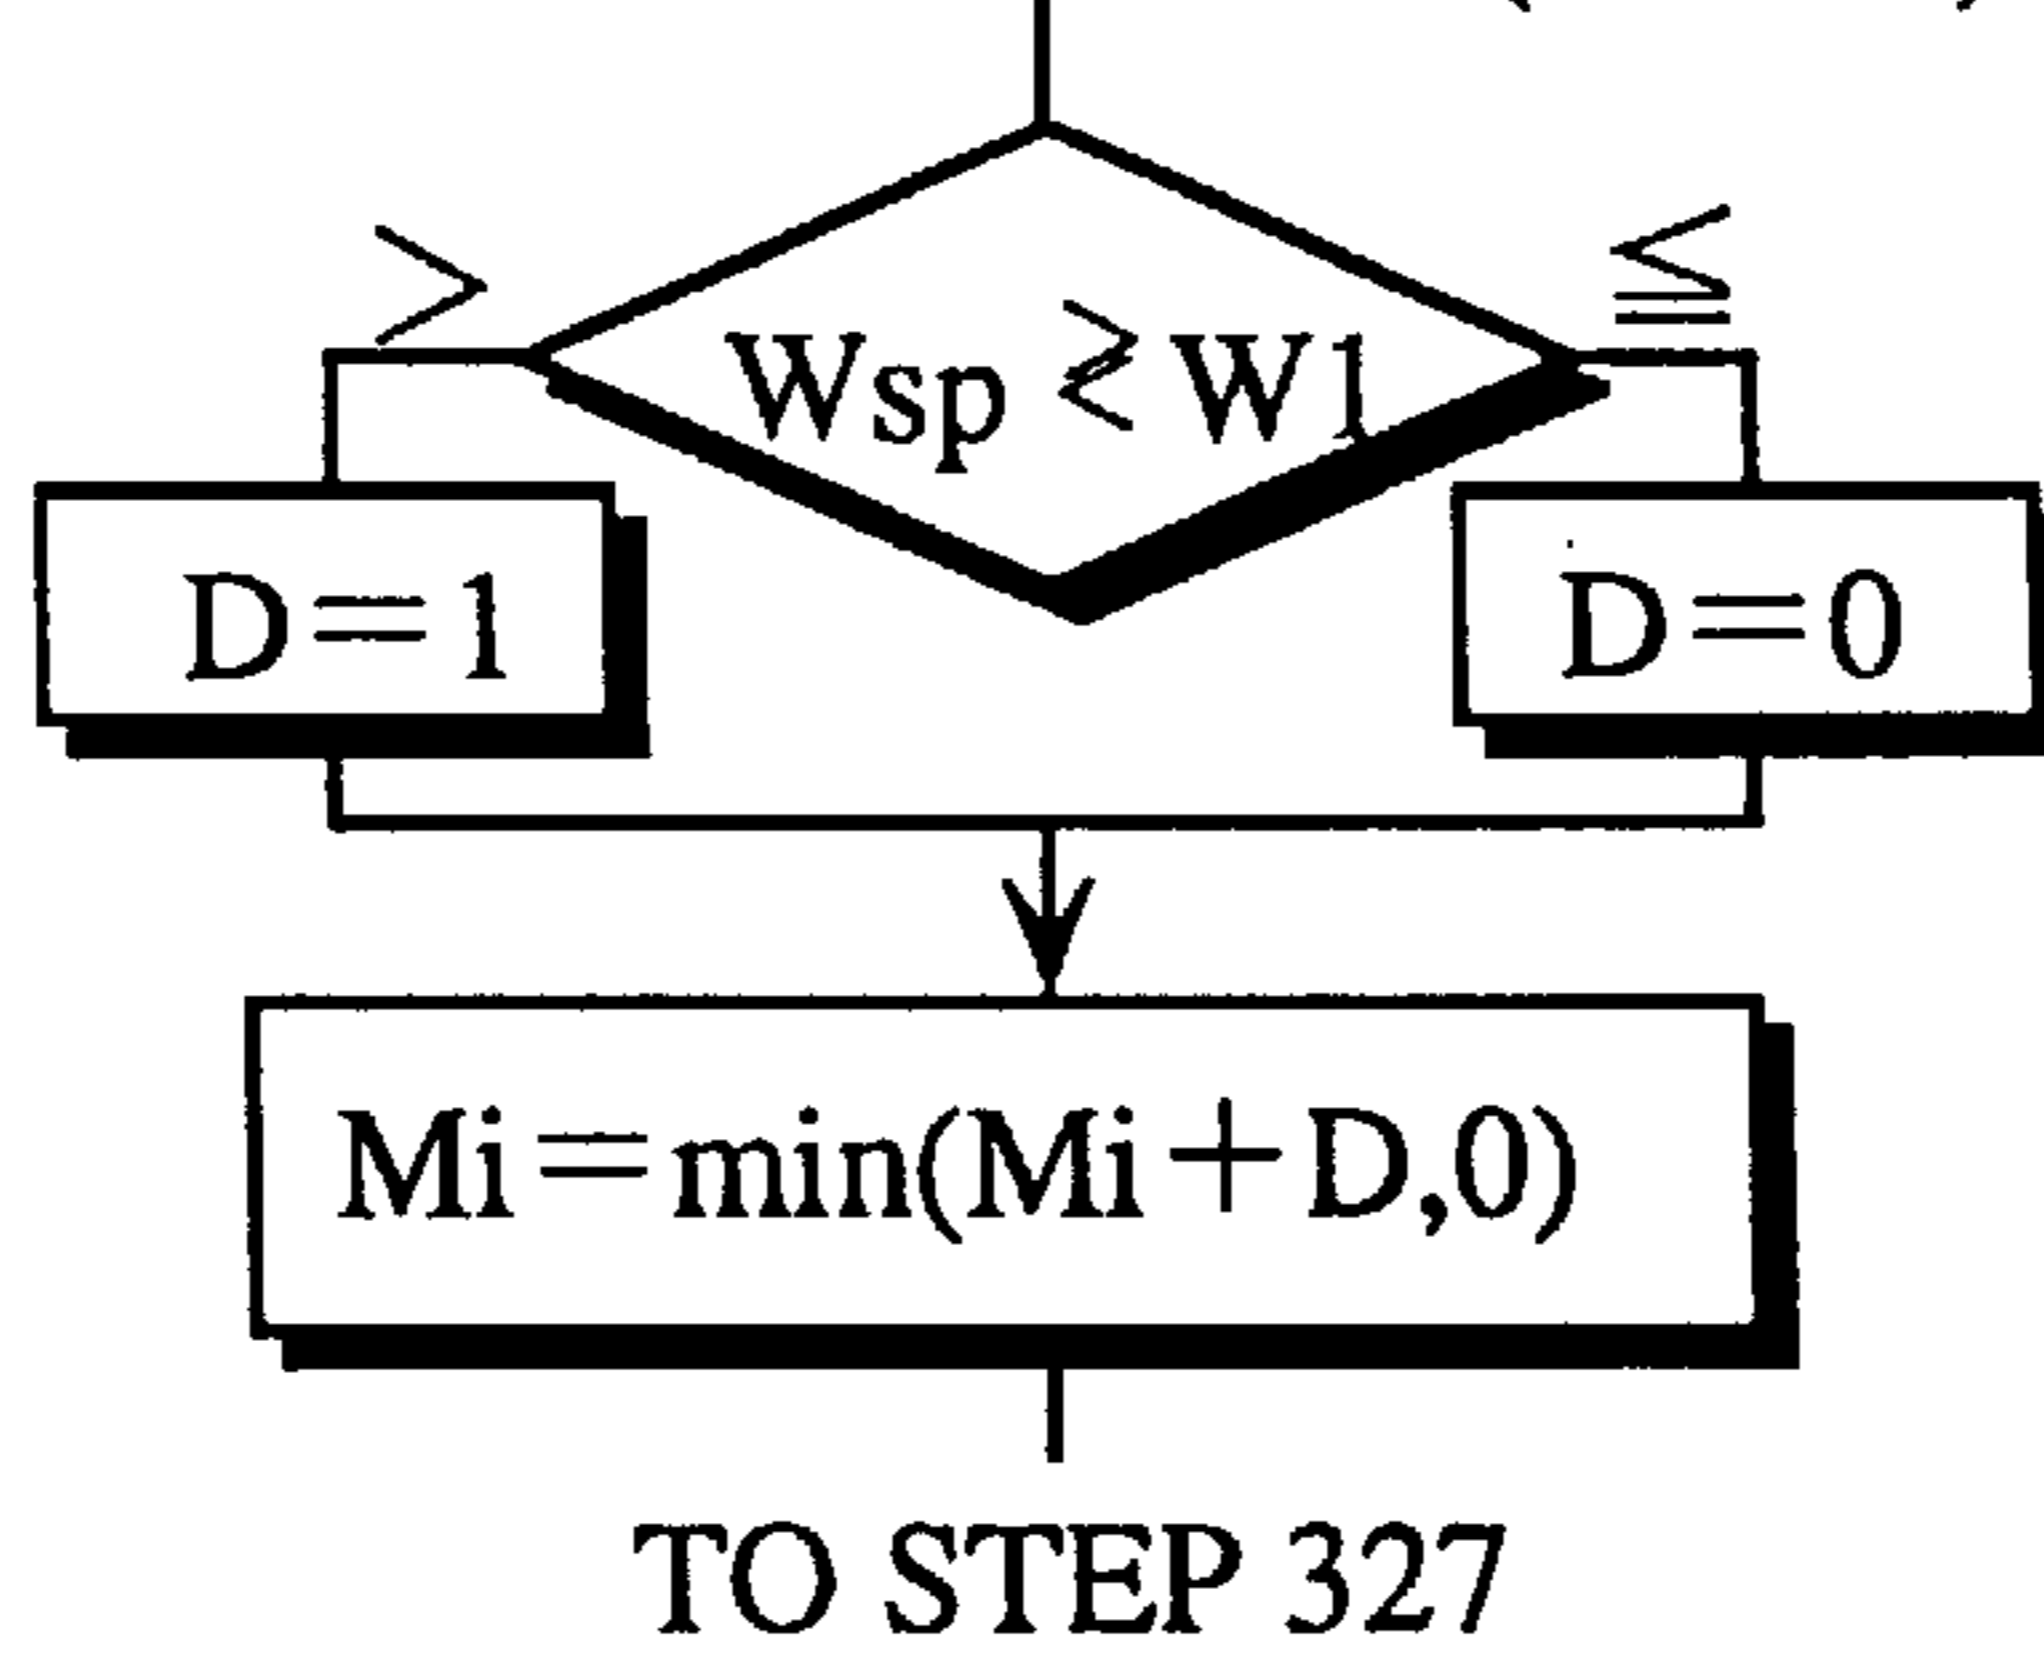 > ≦
Wsp ≷ W1
D=1 D=0
Mi=min(Mi+D,0)
TO STEP 327